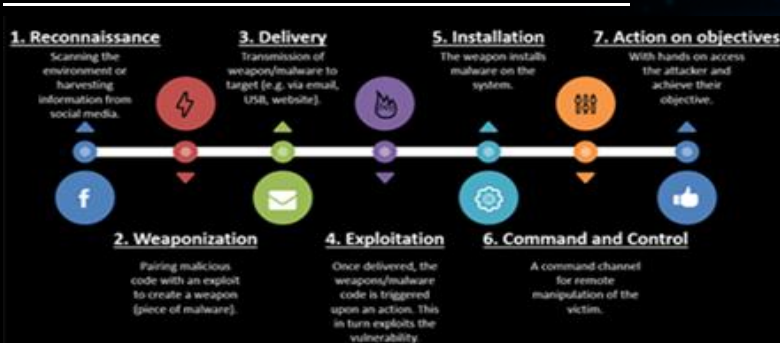 1. Reconnaissance
Scanning the
environment or
harvesting
information from
social media.
3. Delivery
Transmission of
weapon/malware to
target (e.g. via email,
USB, website).
5. Installation
The weapon installs
malware on the
system.
7. Action on objectives
With hands on access
the attacker and
achieve their
objective.
f
2. Weaponization
Pairing malicious
code with an exploit
to create a weapon
(piece of malware).
4. Exploitation
Once delivered, the
weapons/malware
code is triggered
upon an action. This
in turn exploits the
vulnerability.
6. Command and Control
A command channel
for remote
manipulation of the
victim.